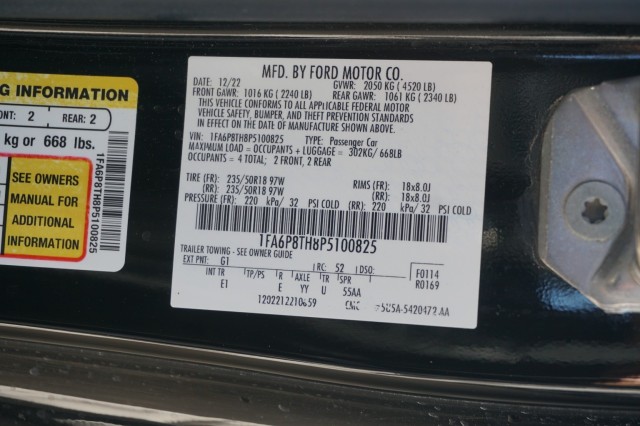 G INFORMATION
ONT: 2 REAR: 2
kg or 668 lbs.
SEE OWNERS
MANUAL FOR
ADDITIONAL
INFORMATION
1FA6P8TH8P5100825
MFD. BY FORD MOTOR CO.
12/22 GVWR: 2050 KG ( 4520 LB)
FRONT GAWR: 1016 KG ( 2240 LB) REAR GAWR: 1061 KG ( 2340 LB)
THIS VEHICLE CONFORMS TO ALL APPLICABLE FEDERAL MOTOR
VEHICLE SAFETY, BUMPER, AND THEFT PREVENTION STANDARDS
IN EFFECT ON THE DATE OF MANUFACTURE SHOWN ABOVE.
VIN: 1FA6P8TH8P5100825 TYPE: Passenger Car
MAXIMUM LOAD = OCCUPANTS + LUGGAGE = 302KG/ 668LB
OCCUPANTS = 4 TOTAL; 2 FRONT, 2 REAR
TIRE (FR): 235/50R18 97W RIMS (FR): 18x8.0J
(RR): 235/50R18 97W (RR): 18x8.0J
PRESSURE (FR): 220 kPa/ 32 PSI COLD (RR): 220 kPa/ 32 PSI COLD
1FA6P8TH8P5100825
TRAILER TOWING - SEE OWNER GUIDE
EXT PNT: G1 RC: 52 DSO: F0114
INT TR TP/PS R AXLE TR SPR R0169
E1 E YY U 55AA